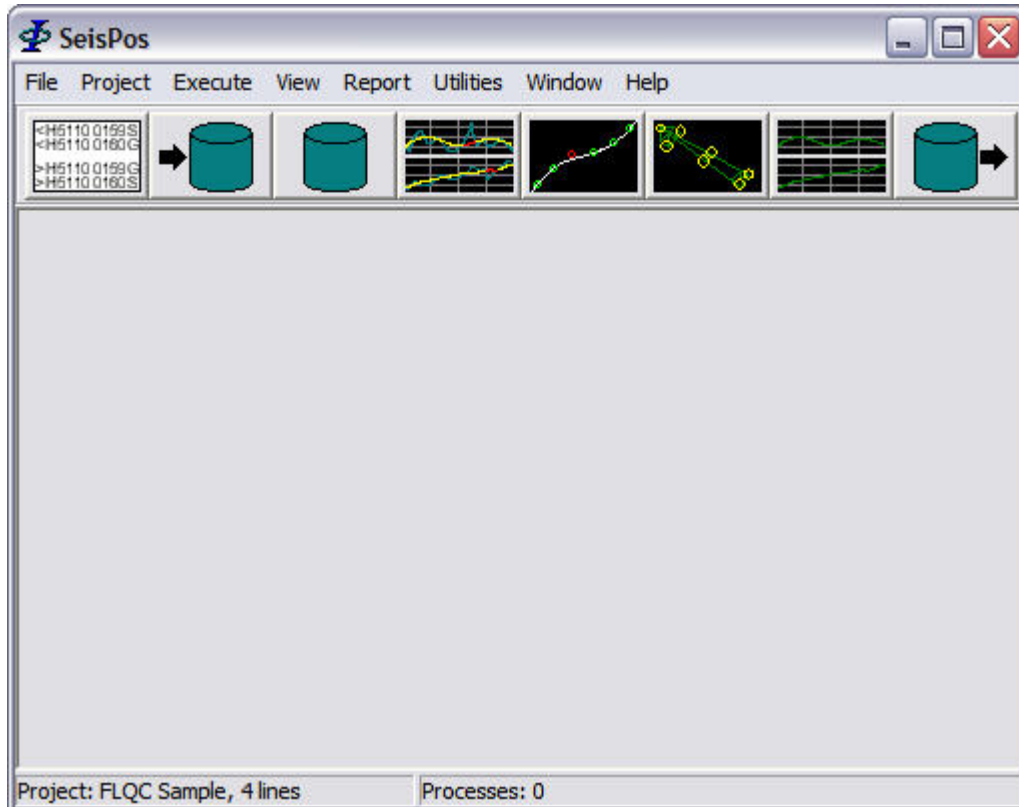 SeisPos
File Project Execute View Report Utilities Window Help
<H5110 0159S
<H5110 0160G
>H5110 0159G
>H5110 0160S
Project: FLQC Sample, 4 lines Processes: 0